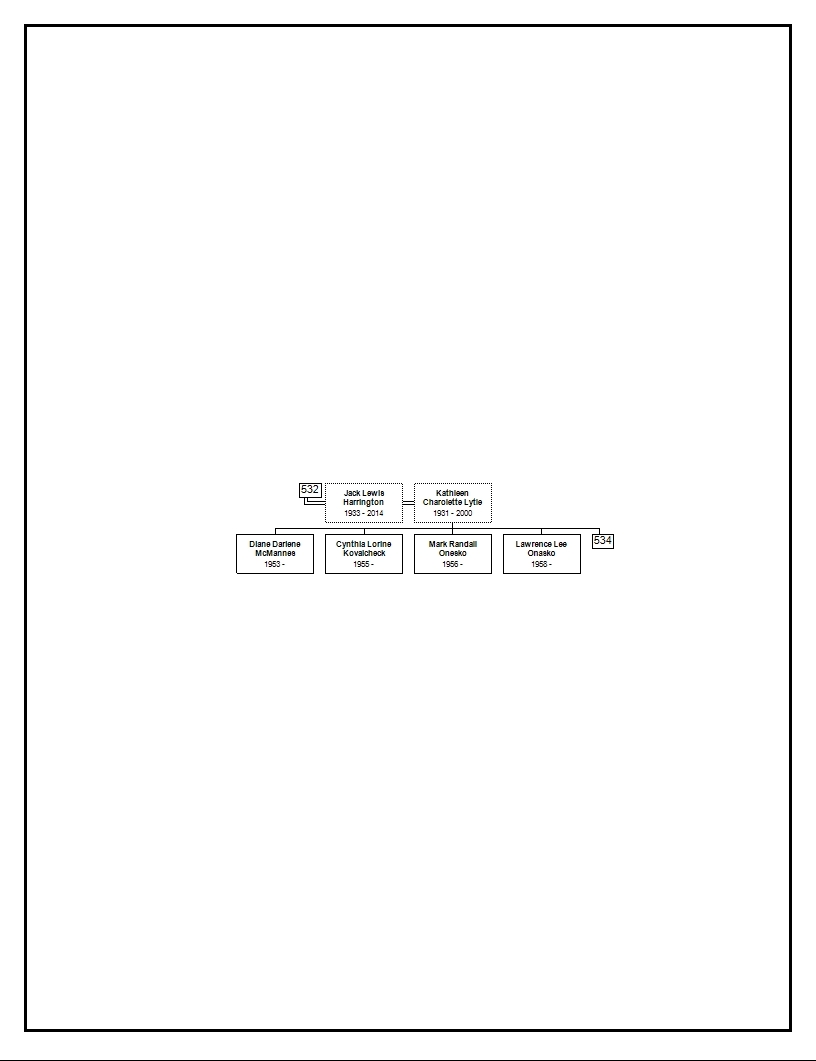 532
Jack Lewis
Harrington
1933 - 2014
Kathleen
Charolette Lytle
1931 - 2000
Diane Darlene
McMannes
1953 -
Cynthia Lorine
Kovalcheck
1955 -
Mark Randall
Onesko
1956 -
Lawrence Lee
Onasko
1958 -
534